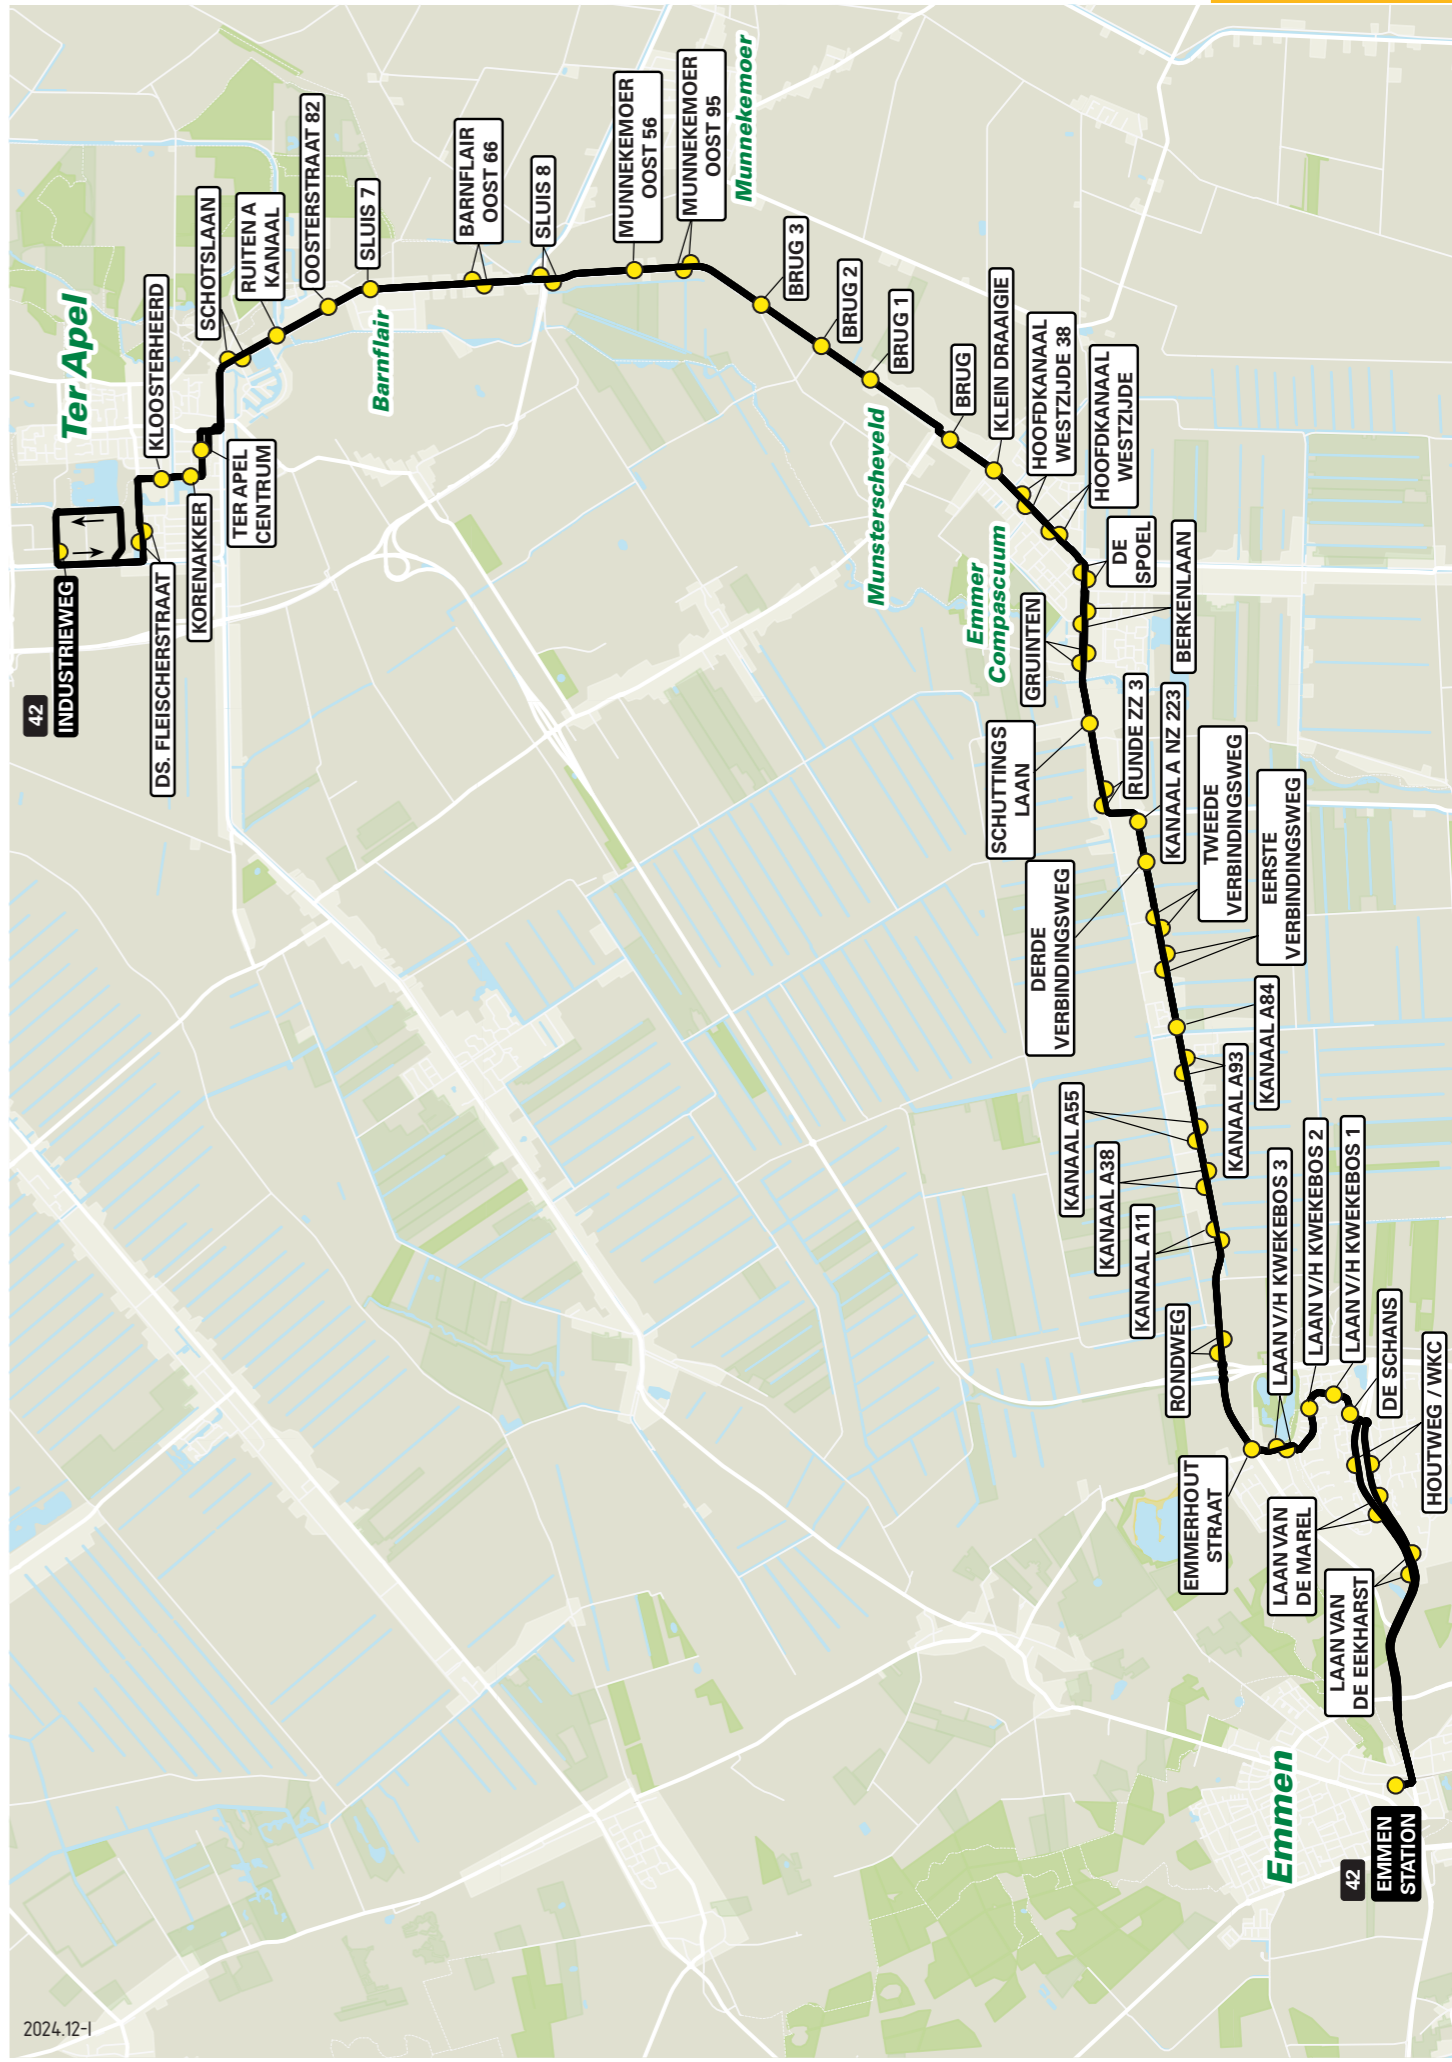 42
INDUSTRIEWEG
Ter Apel
DS. FLEISCHERSTRAAT
KLOOSTERHEERD
KORENAKKER
TER APEL
CENTRUM
SCHOTSLAAN
RUITEN A
KANAAL
OOSTERSTRAAT 82
SLUIS 7
Barnflair
BARNFLAIR
OOST 66
SLUIS 8
MUNNEKEMOER
OOST 56
MUNNEKEMOER
OOST 95
Munnekemoer
BRUG 3
BRUG 2
BRUG 1
Munsterscheveld
BRUG
KLEIN DRAAIGIE
HOOFDKANAAL
WESTZIJDE 38
HOOFDKANAAL
WESTZIJDE
Emmer
Compascuum
DE
SPOEL
BERKENLAAN
GRUINTEN
SCHUTTINGS
LAAN
RUNDE ZZ 3
KANAAL A NZ 223
DERDE
VERBINDINGSWEG
TWEEDE
VERBINDINGSWEG
EERSTE
VERBINDINGSWEG
KANAAL A84
KANAAL A93
KANAAL A55
KANAAL A38
KANAAL A11
RONDWEG
EMMERHOUT
STRAAT
LAAN V/H KWEKEBOS 3
LAAN V/H KWEKEBOS 2
LAAN V/H KWEKEBOS 1
DE SCHANS
HOUTWEG / WKC
LAAN VAN
DE MAREL
LAAN VAN
DE EEKHARST
Emmen
42
EMMEN
STATION
2024.12-I